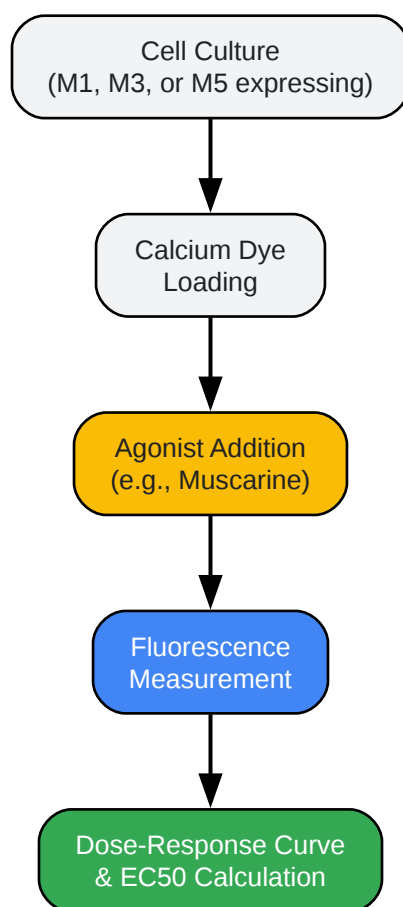 Cell Culture
(M1, M3, or M5 expressing)
Calcium Dye
Loading
Agonist Addition
(e.g., Muscarine)
Fluorescence
Measurement
Dose-Response Curve
& EC50 Calculation